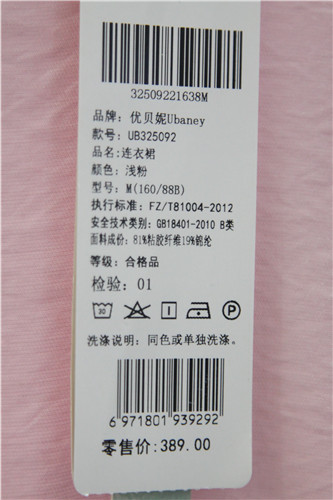 32509221638M
品牌: 优贝妮Ubaney
款号: UB325092
品名:连衣裙
颜色: 浅粉
型号: M(160/88B)
执行标准: FZ/T81004-2012
安全技术类别: GB18401-2010 B类
面料成份: 81%粘胶纤维19%锦纶
等级: 合格品
检验: 01
30 P
洗涤说明: 同色或单独洗涤.
6 971801 939292
零售价:389.00